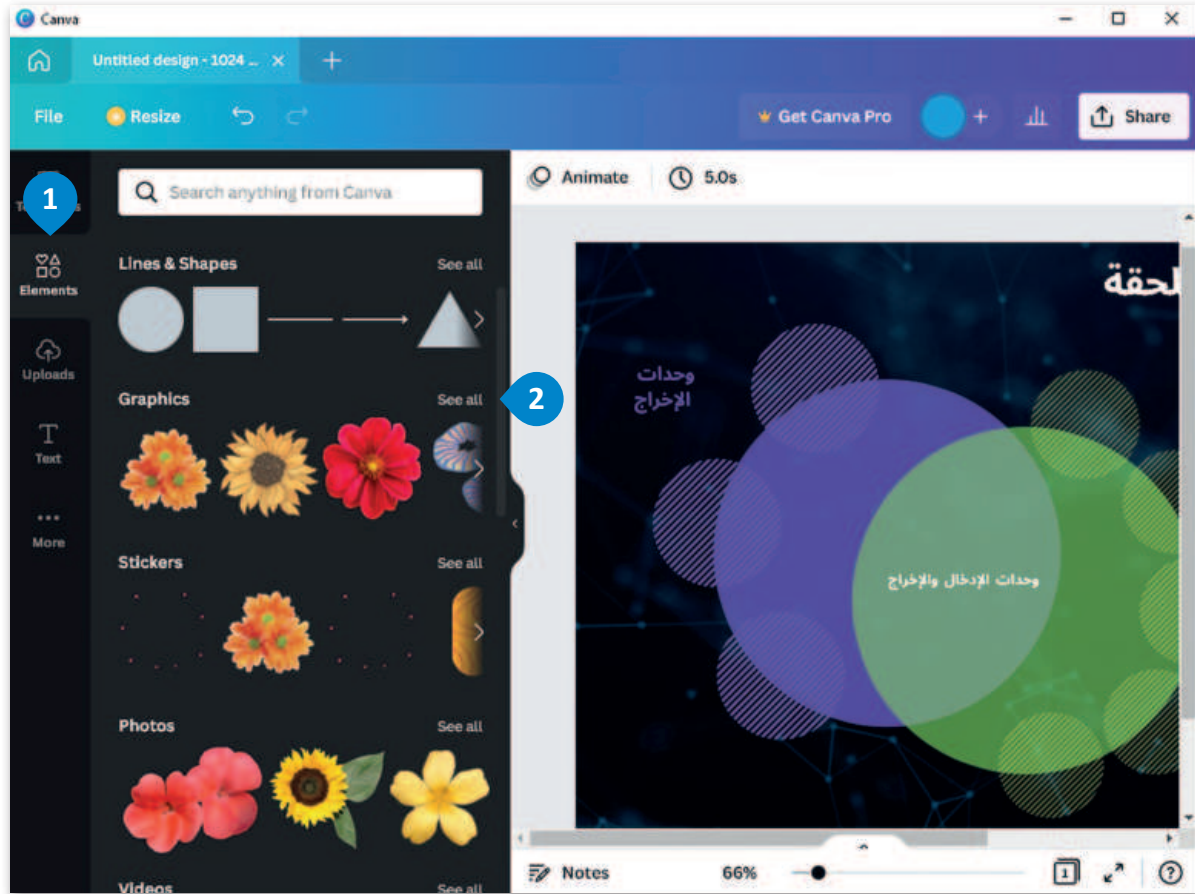 Canva
Untitled design - 1024 ...
File
Resize
Get Canva Pro
Share
1
Elements
Uploads
Text
More
Search anything from Canva
Lines & Shapes
See all
Graphics
See all
2
Stickers
See all
Photos
See all
Videos
See all
Animate
5.0s
لحقة
وحدات
الإخراج
وحدات الإدخال والإخراج
Notes
66%
1